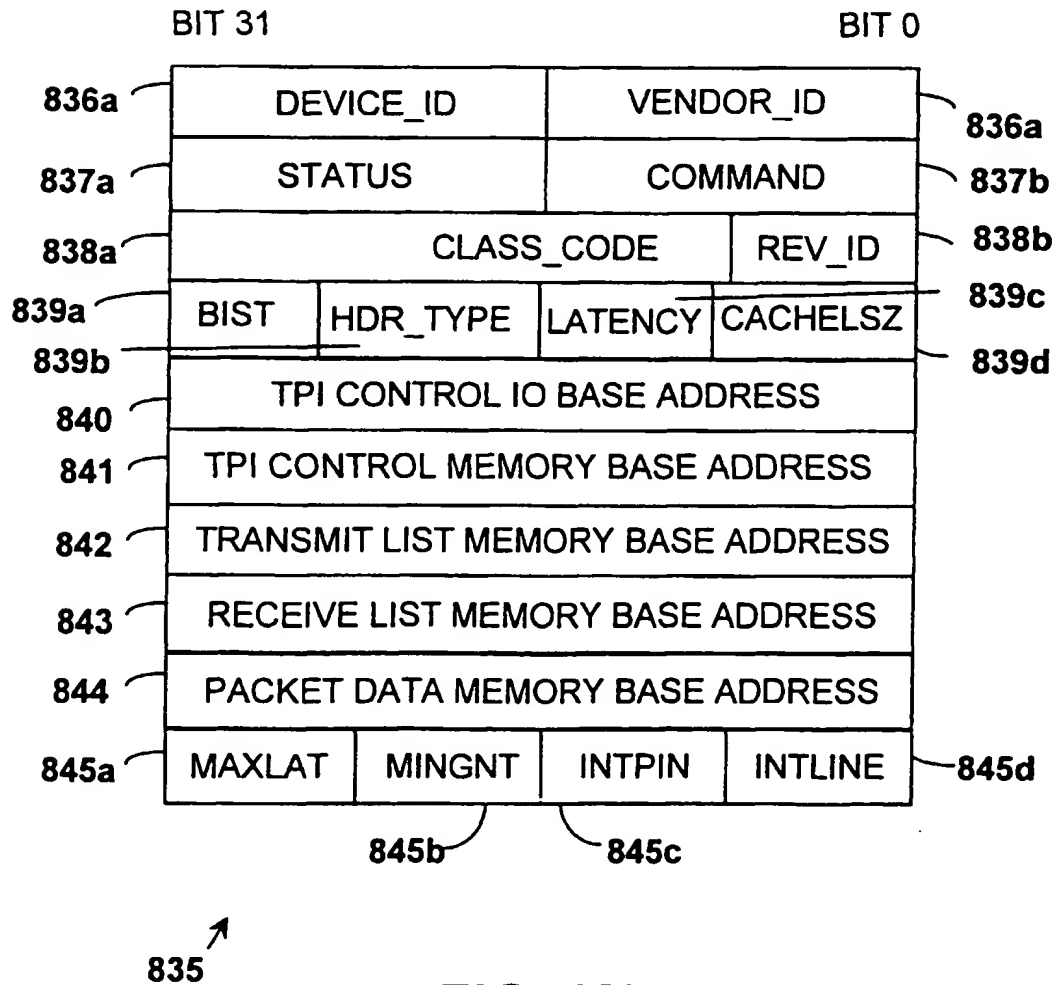 BIT 31 BIT 0
836a DEVICE_ID VENDOR_ID 836a
837a STATUS COMMAND 837b
838a CLASS_CODE REV_ID 838b
839a BIST HDR_TYPE LATENCY CACHELSZ 839c
839b 839d
840 TPI CONTROL IO BASE ADDRESS
841 TPI CONTROL MEMORY BASE ADDRESS
842 TRANSMIT LIST MEMORY BASE ADDRESS
843 RECEIVE LIST MEMORY BASE ADDRESS
844 PACKET DATA MEMORY BASE ADDRESS
845a MAXLAT MINGNT INTPIN INTLINE 845d
845b 845c
835